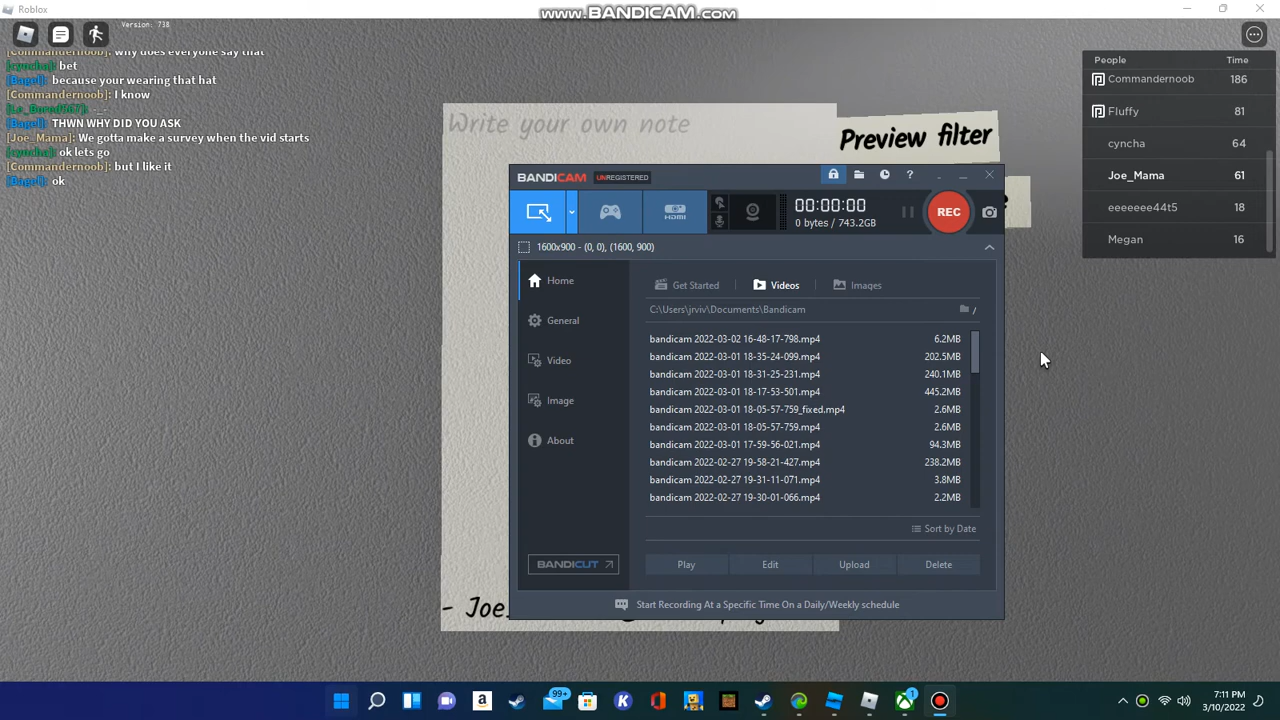 Roblox
www.BANDICAM.com
Version: 738
[Commandernoob]: why does everyone say that
[cyncha]: bet
[Bagel]: because your wearing that hat
[Commandernoob]: I know
[Bagel]: THWN WHY DID YOU ASK
[Joe_Mama]: We gotta make a survey when the vid starts
[cyncha]: ok lets go
[Commandernoob]: but I like it
[Bagel]: ok
People Time
Commandernoob 186
Fluffy 81
cyncha 64
Joe_Mama 61
eeeeeee44t5 18
Megan 16
Write your own note
Preview filter
BANDICAM UNREGISTERED
HDMI
00:00:00
0 bytes / 743.2GB
REC
1600x900 - (0, 0), (1600, 900)
Home
General
Video
Image
About
BANDICUT
Get Started Videos Images
C:\Users\jrviv\Documents\Bandicam
bandicam 2022-03-02 16-48-17-798.mp4 6.2MB
bandicam 2022-03-01 18-35-24-099.mp4 202.5MB
bandicam 2022-03-01 18-31-25-231.mp4 240.1MB
bandicam 2022-03-01 18-17-53-501.mp4 445.2MB
bandicam 2022-03-01 18-05-57-759_fixed.mp4 2.6MB
bandicam 2022-03-01 18-05-57-759.mp4 2.6MB
bandicam 2022-03-01 17-59-56-021.mp4 94.3MB
bandicam 2022-02-27 19-58-21-427.mp4 238.2MB
bandicam 2022-02-27 19-31-11-071.mp4 3.8MB
bandicam 2022-02-27 19-30-01-066.mp4 2.2MB
Sort by Date
Play Edit Upload Delete
Start Recording At a Specific Time On a Daily/Weekly schedule
- Joe_
99+
1
7:11 PM
3/10/2022